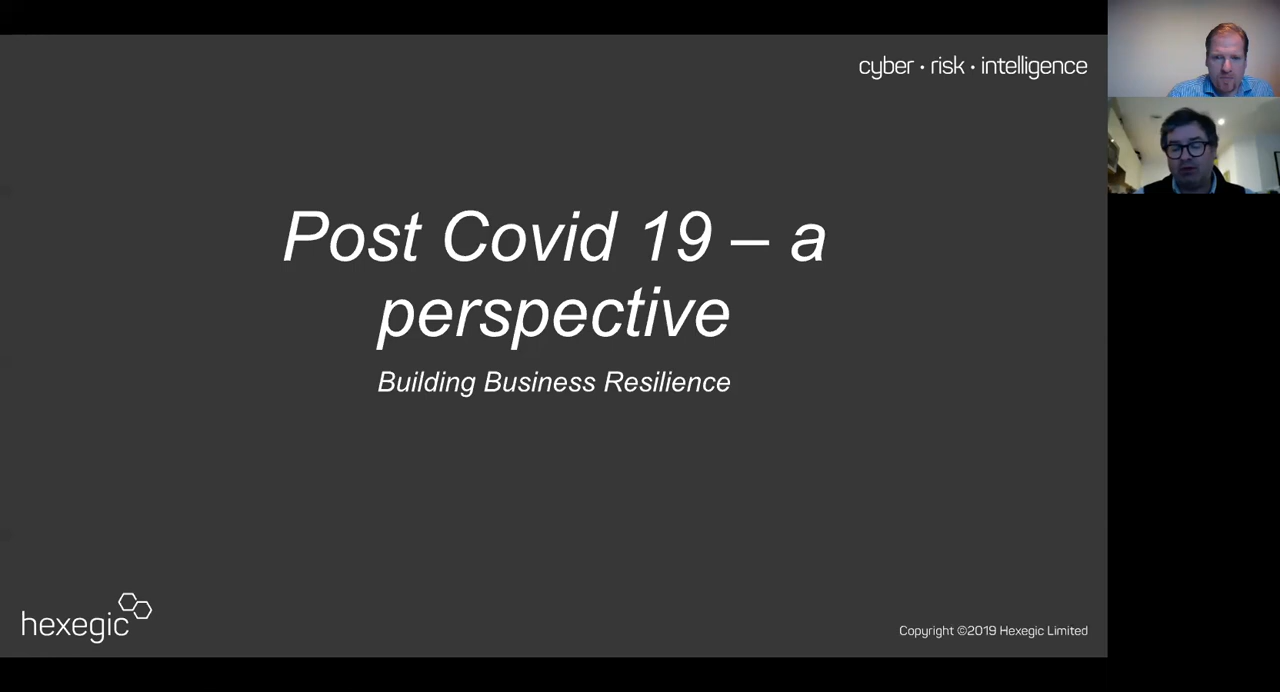 cyber • risk • intelligence
Post Covid 19 – a
perspective
Building Business Resilience
hexegic
Copyright ©2019 Hexegic Limited